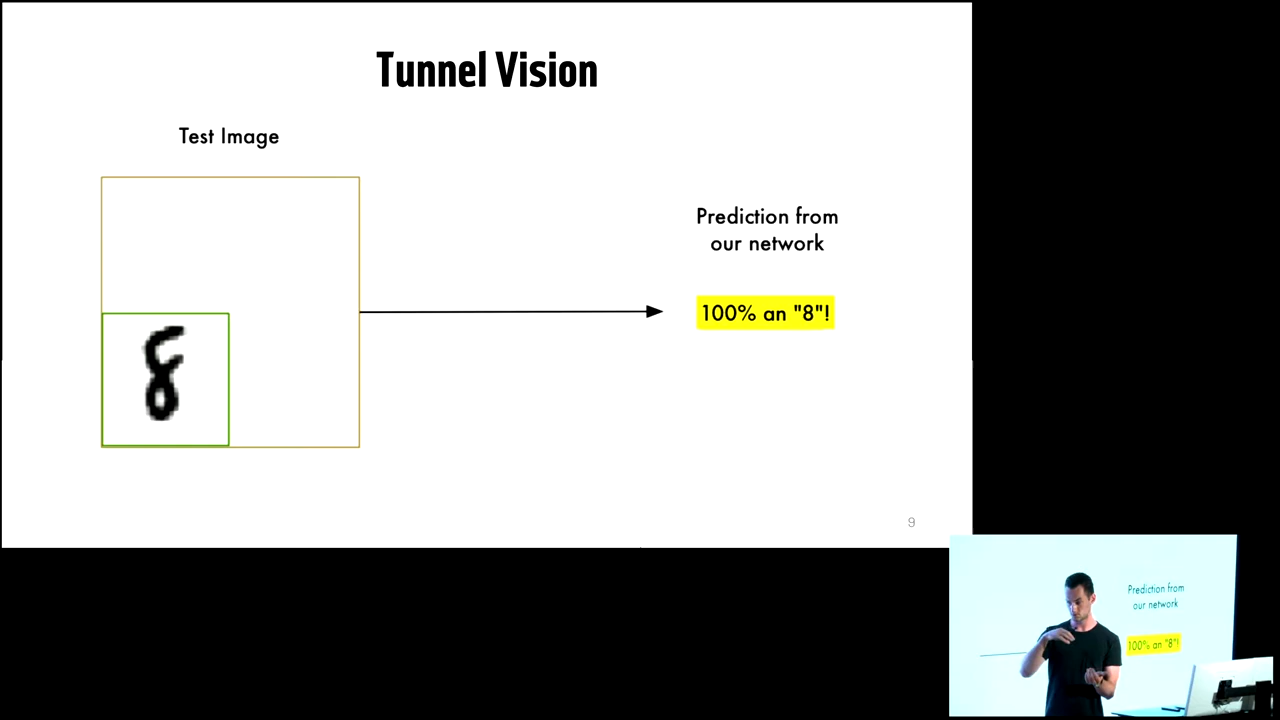 Tunnel Vision
Test Image
8
Prediction from
our network
100% an "8"!
9
Prediction from
our network
100% an "8"!